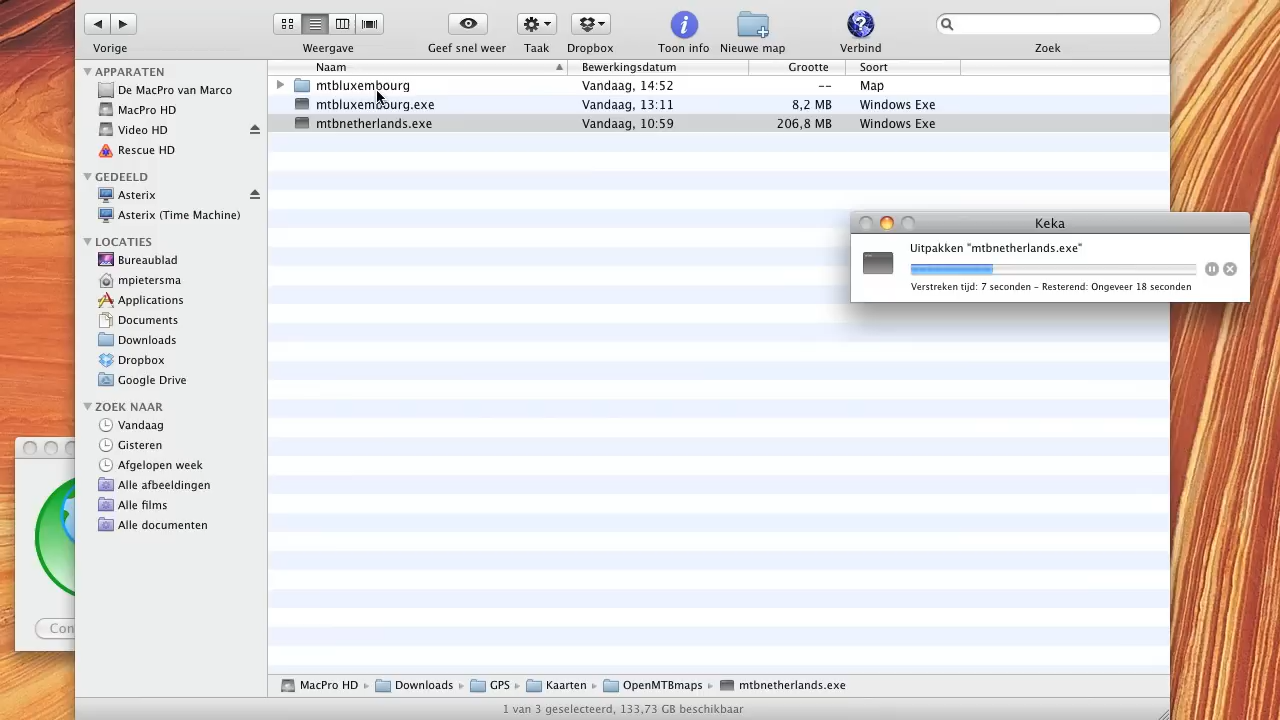 Vorige
Weergave
Geef snel weer
Taak
Dropbox
Toon info
Nieuwe map
Verbind
Zoek
APPARATEN
De MacPro van Marco
MacPro HD
Video HD
Rescue HD
GEDEELD
Asterix
Asterix (Time Machine)
LOCATIES
Bureaublad
mpietersma
Applications
Documents
Downloads
Dropbox
Google Drive
ZOEK NAAR
Vandaag
Gisteren
Afgelopen week
Alle afbeeldingen
Alle films
Alle documenten
Naam Bewerkingsdatum Grootte Soort
mtbluxembourg Vandaag, 14:52 -- Map
mtbluxembourg.exe Vandaag, 13:11 8,2 MB Windows Exe
mtbnetherlands.exe Vandaag, 10:59 206,8 MB Windows Exe
Keka
Uitpakken "mtbnetherlands.exe"
Verstreken tijd: 7 seconden – Resterend: Ongeveer 18 seconden
Con
MacPro HD Downloads GPS Kaarten OpenMTBmaps mtbnetherlands.exe
1 van 3 geselecteerd, 133,73 GB beschikbaar